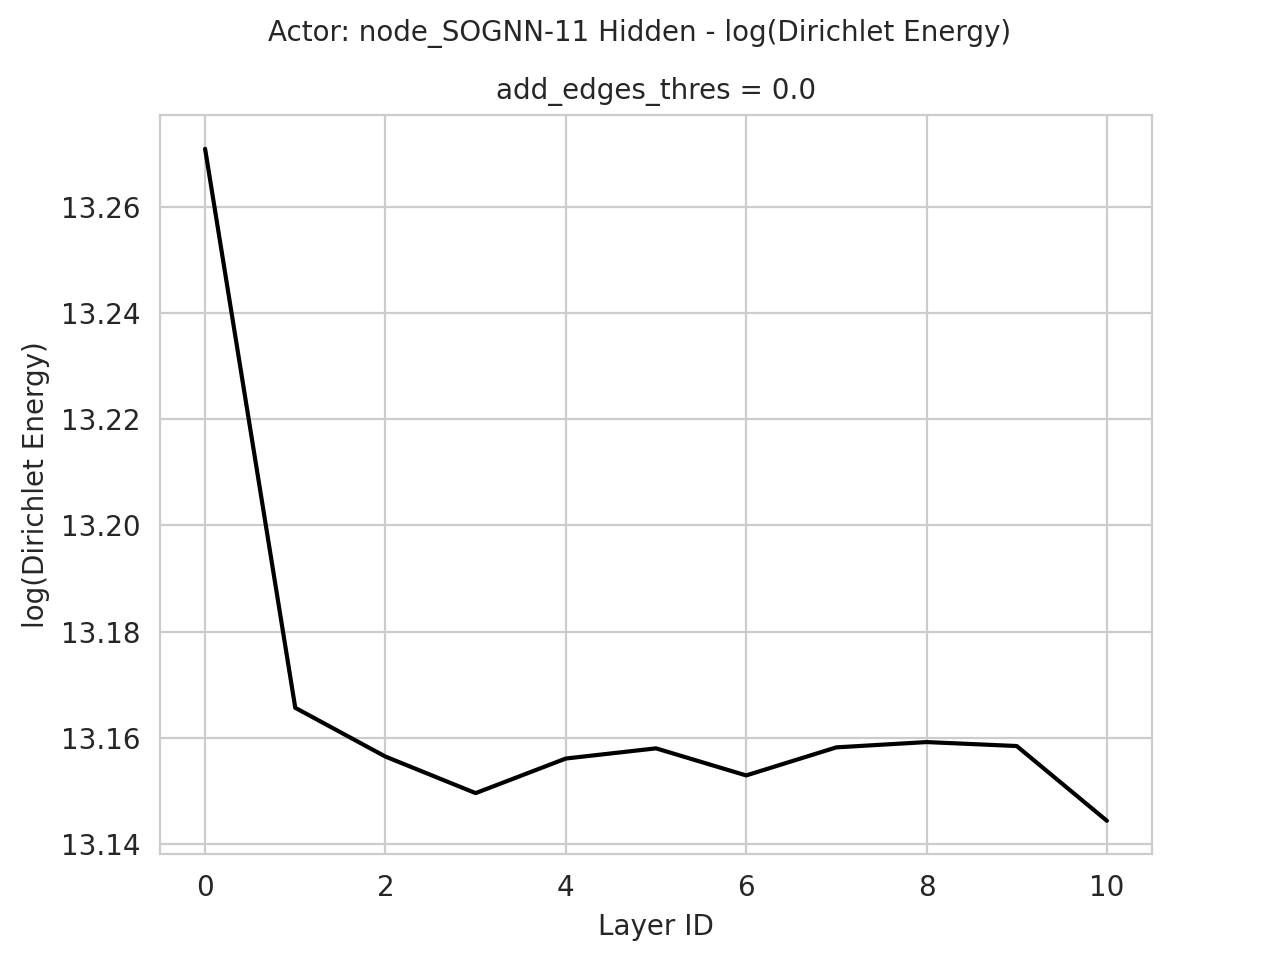 Actor: node_SOGNN-11 Hidden - log(Dirichlet Energy)
add_edges_thres = 0.0
log(Dirichlet Energy)
13.26
13.24
13.22
13.20
13.18
13.16
13.14
0 2 4 6 8 10
Layer ID